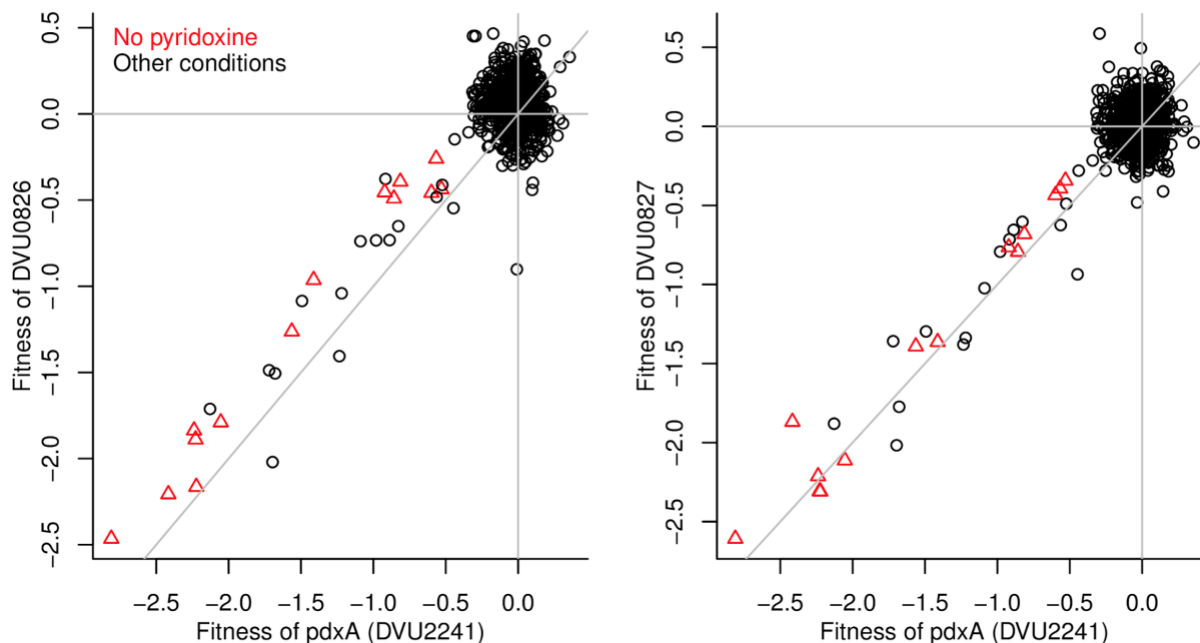 No pyridoxine
Other conditions
Fitness of DVU0826
0.5
0.0
−0.5
−1.0
−1.5
−2.0
−2.5
−2.5 −2.0 −1.5 −1.0 −0.5 0.0
Fitness of pdxA (DVU2241)
Fitness of DVU0827
0.5
0.0
−0.5
−1.0
−1.5
−2.0
−2.5
−2.5 −2.0 −1.5 −1.0 −0.5 0.0
Fitness of pdxA (DVU2241)